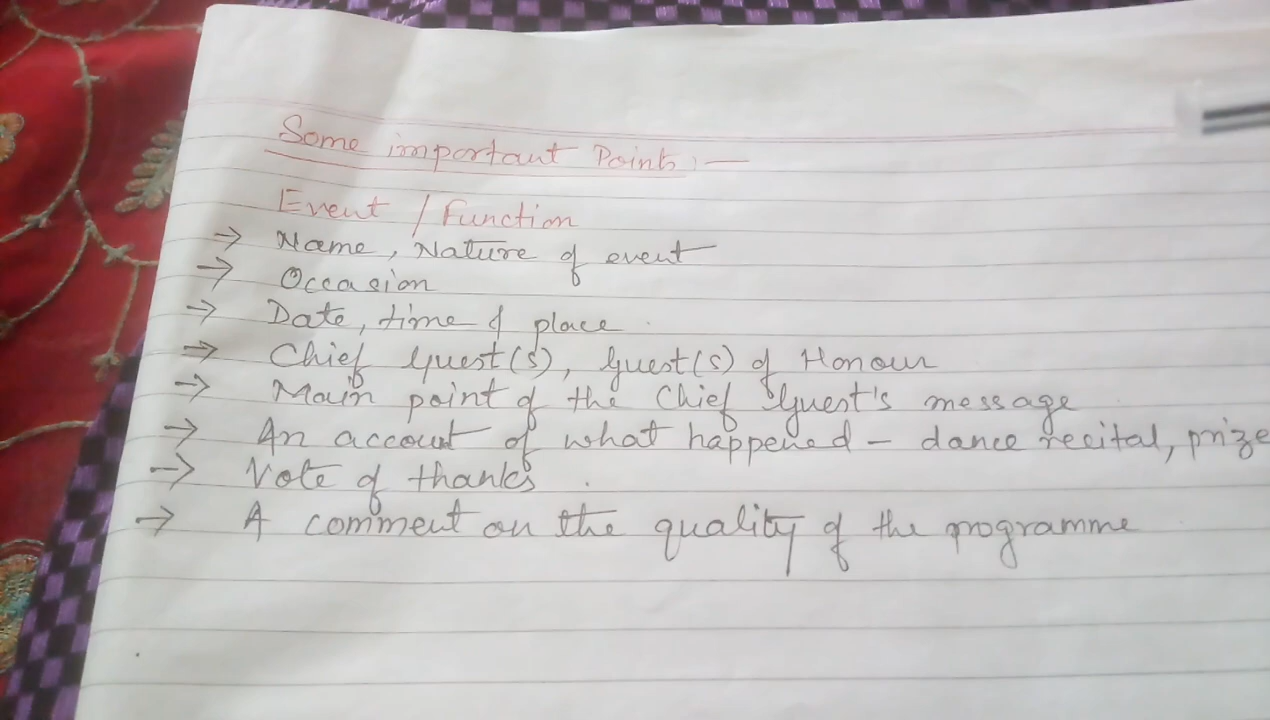 Some important Points :—
Event / Function
→ Name, Nature of event
→ Occasion
→ Date, time & place
→ Chief Guest(s), Guest(s) of Honour
→ Main point of the Chief Guest's message
→ An account of what happened – dance recital, prize
→ Vote of thanks .
→ A comment on the quality of the programme